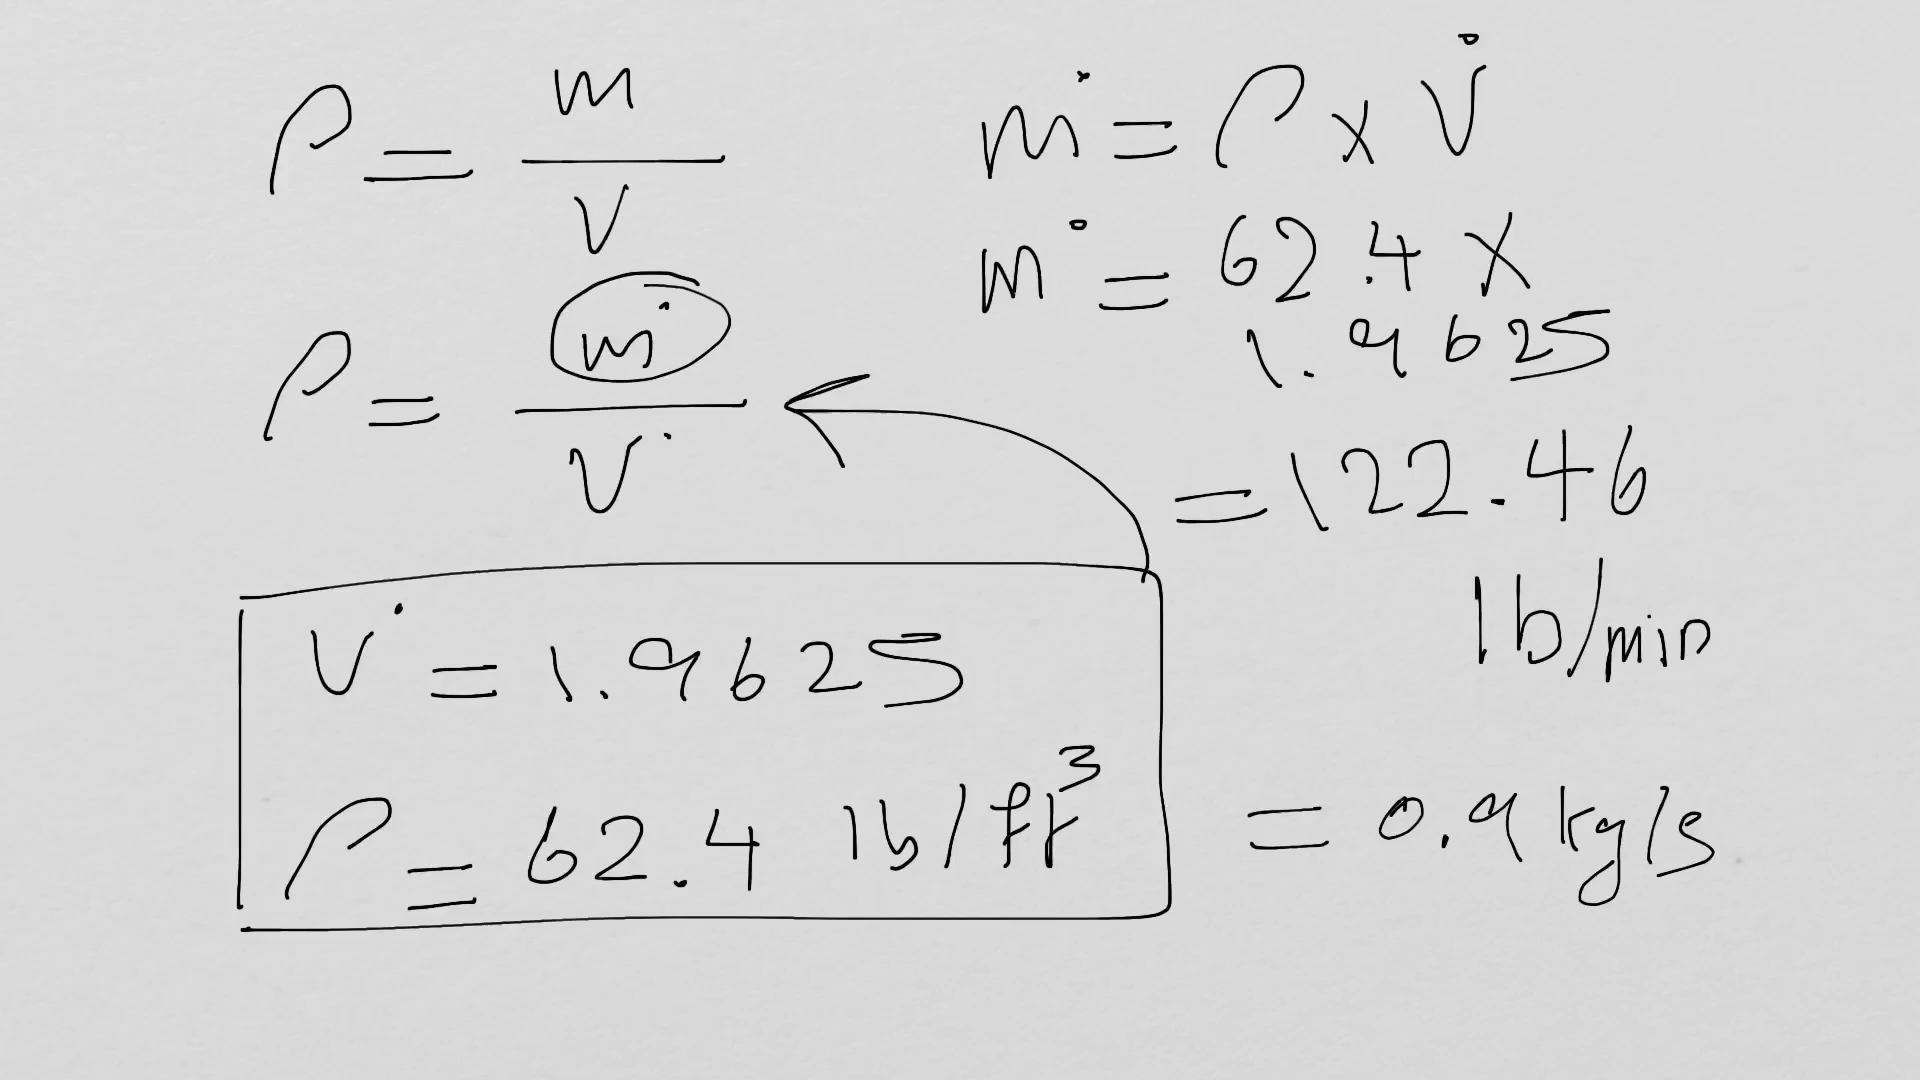 ρ = m / V
ρ = ṁ / V̇
V̇ = 1.9625
ρ = 62.4 lb/ft³
ṁ = ρ x V̇
ṁ = 62.4 x
1.9625
= 122.46
lb/min
= 0.9 kg/s